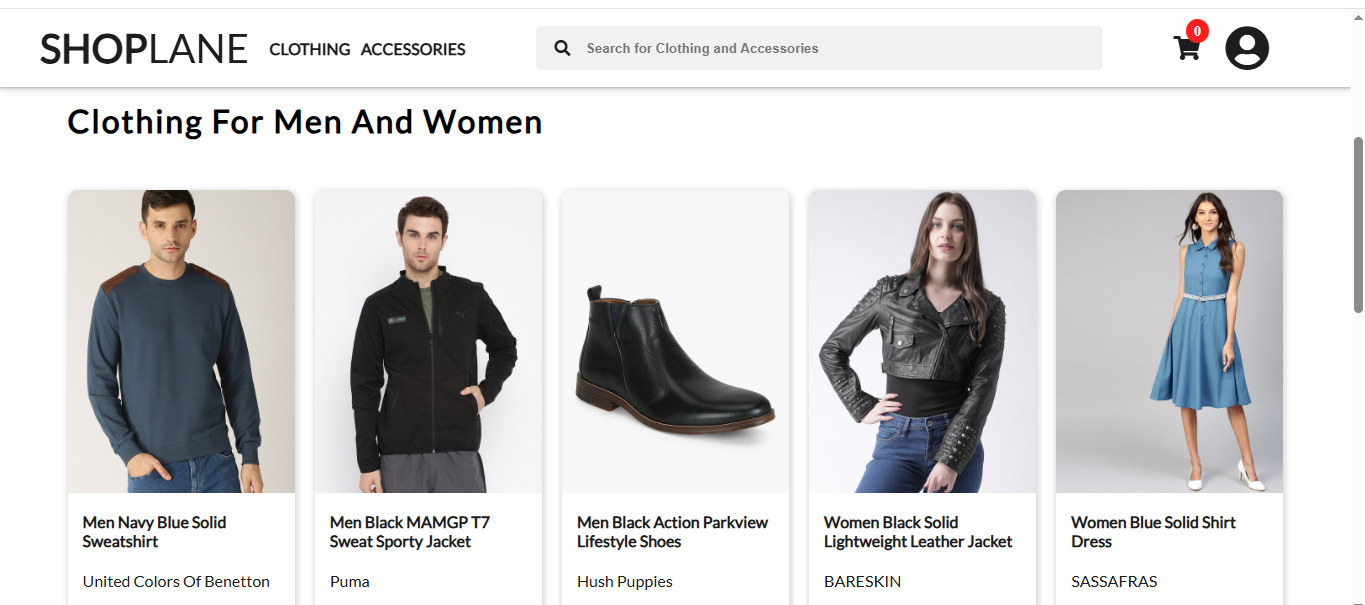 SHOPLANE CLOTHING ACCESSORIES Search for Clothing and Accessories 0
Clothing For Men And Women
Men Navy Blue Solid Sweatshirt
United Colors Of Benetton
Men Black MAMGP T7 Sweat Sporty Jacket
Puma
Men Black Action Parkview Lifestyle Shoes
Hush Puppies
Women Black Solid Lightweight Leather Jacket
BARESKIN
Women Blue Solid Shirt Dress
SASSAFRAS